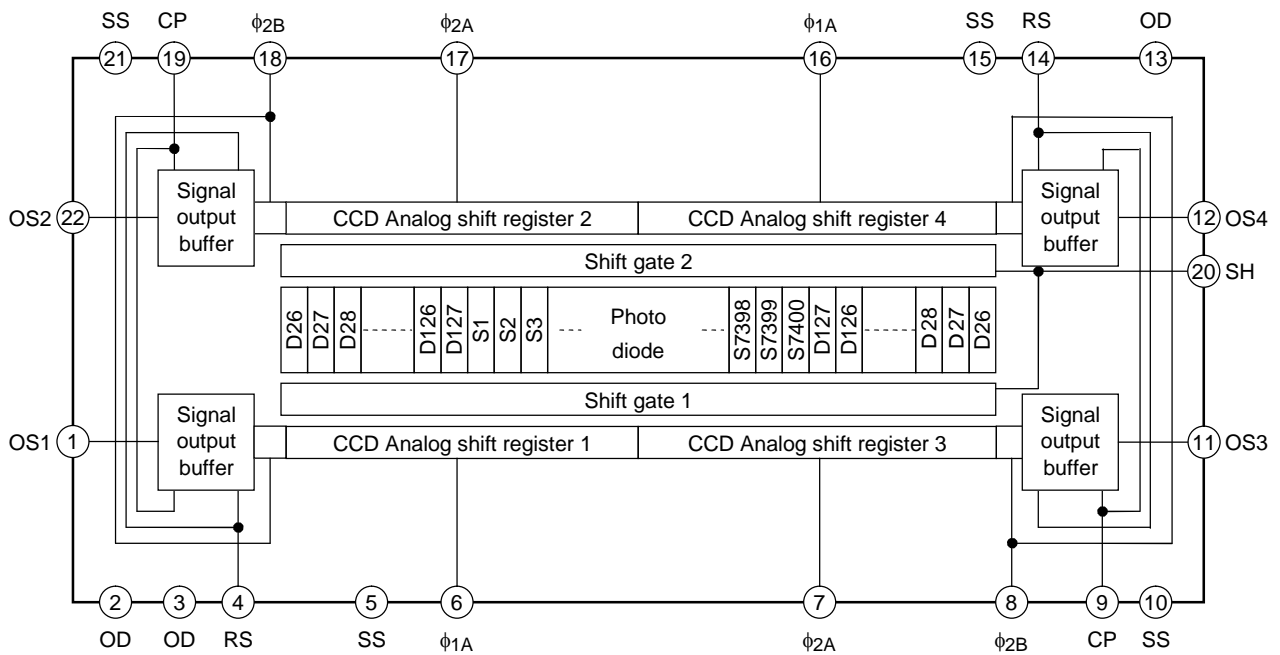 SS CP ϕ2B ϕ2A ϕ1A SS RS OD
21 19 18 17 16 15 14 13
Signal
output
buffer
Signal
output
buffer
OS2 22
CCD Analog shift register 2 CCD Analog shift register 4
12 OS4
Shift gate 2
20 SH
D26 D27 D28 D126 D127 S1 S2 S3 Photo diode S7398 S7399 S7400 D127 D126 D28 D27 D26
Shift gate 1
Signal
output
buffer
Signal
output
buffer
OS1 1
CCD Analog shift register 1 CCD Analog shift register 3
11 OS3
2 3 4 5 6 7 8 9 10
OD OD RS SS ϕ1A ϕ2A ϕ2B CP SS